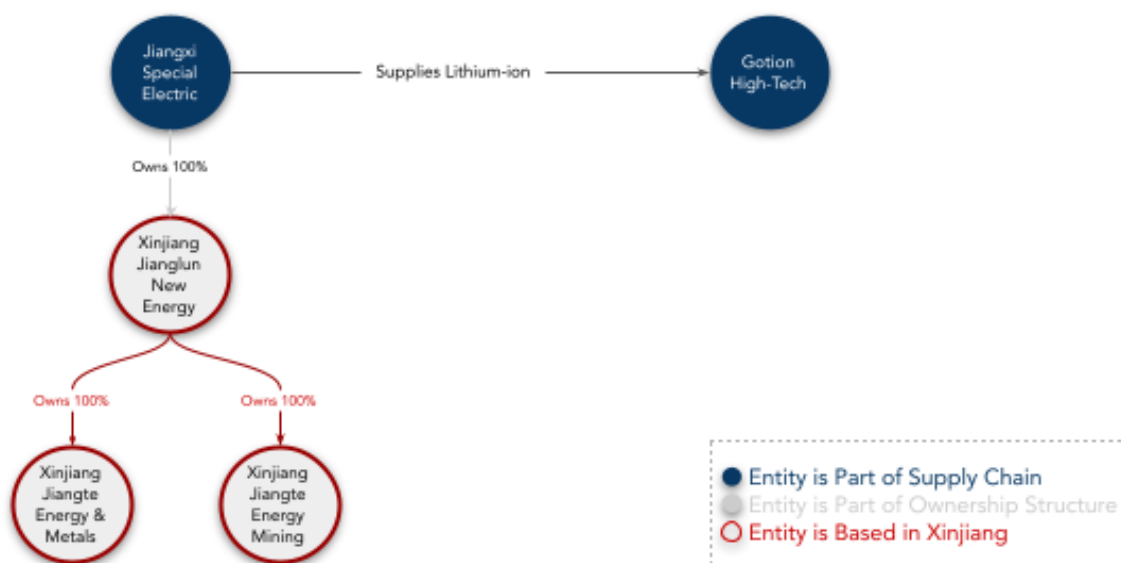 Jiangxi
Special
Electric
Supplies Lithium-ion
Gotion
High-Tech
Owns 100%
Xinjiang
Jianglun
New
Energy
Owns 100%
Owns 100%
Xinjiang
Jiangte
Energy &
Metals
Xinjiang
Jiangte
Energy
Mining
Entity is Part of Supply Chain
Entity is Part of Ownership Structure
Entity is Based in Xinjiang